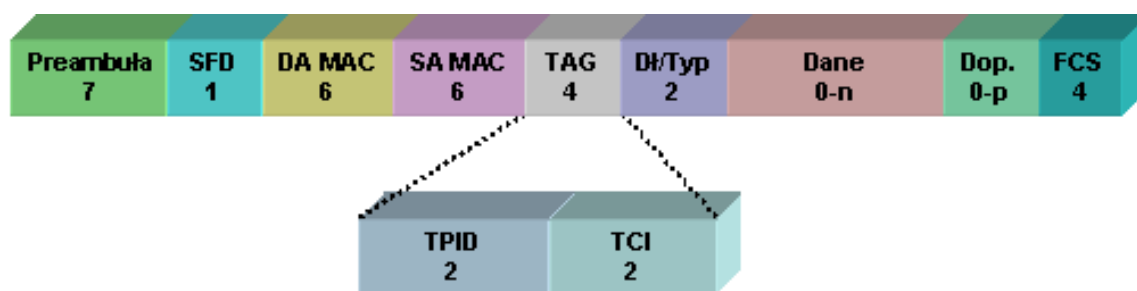 Preambuła SFD DA MAC SA MAC TAG Dł/Typ Dane Dop. FCS
7 1 6 6 4 2 0-n 0-p 4
TPID TCI
2 2